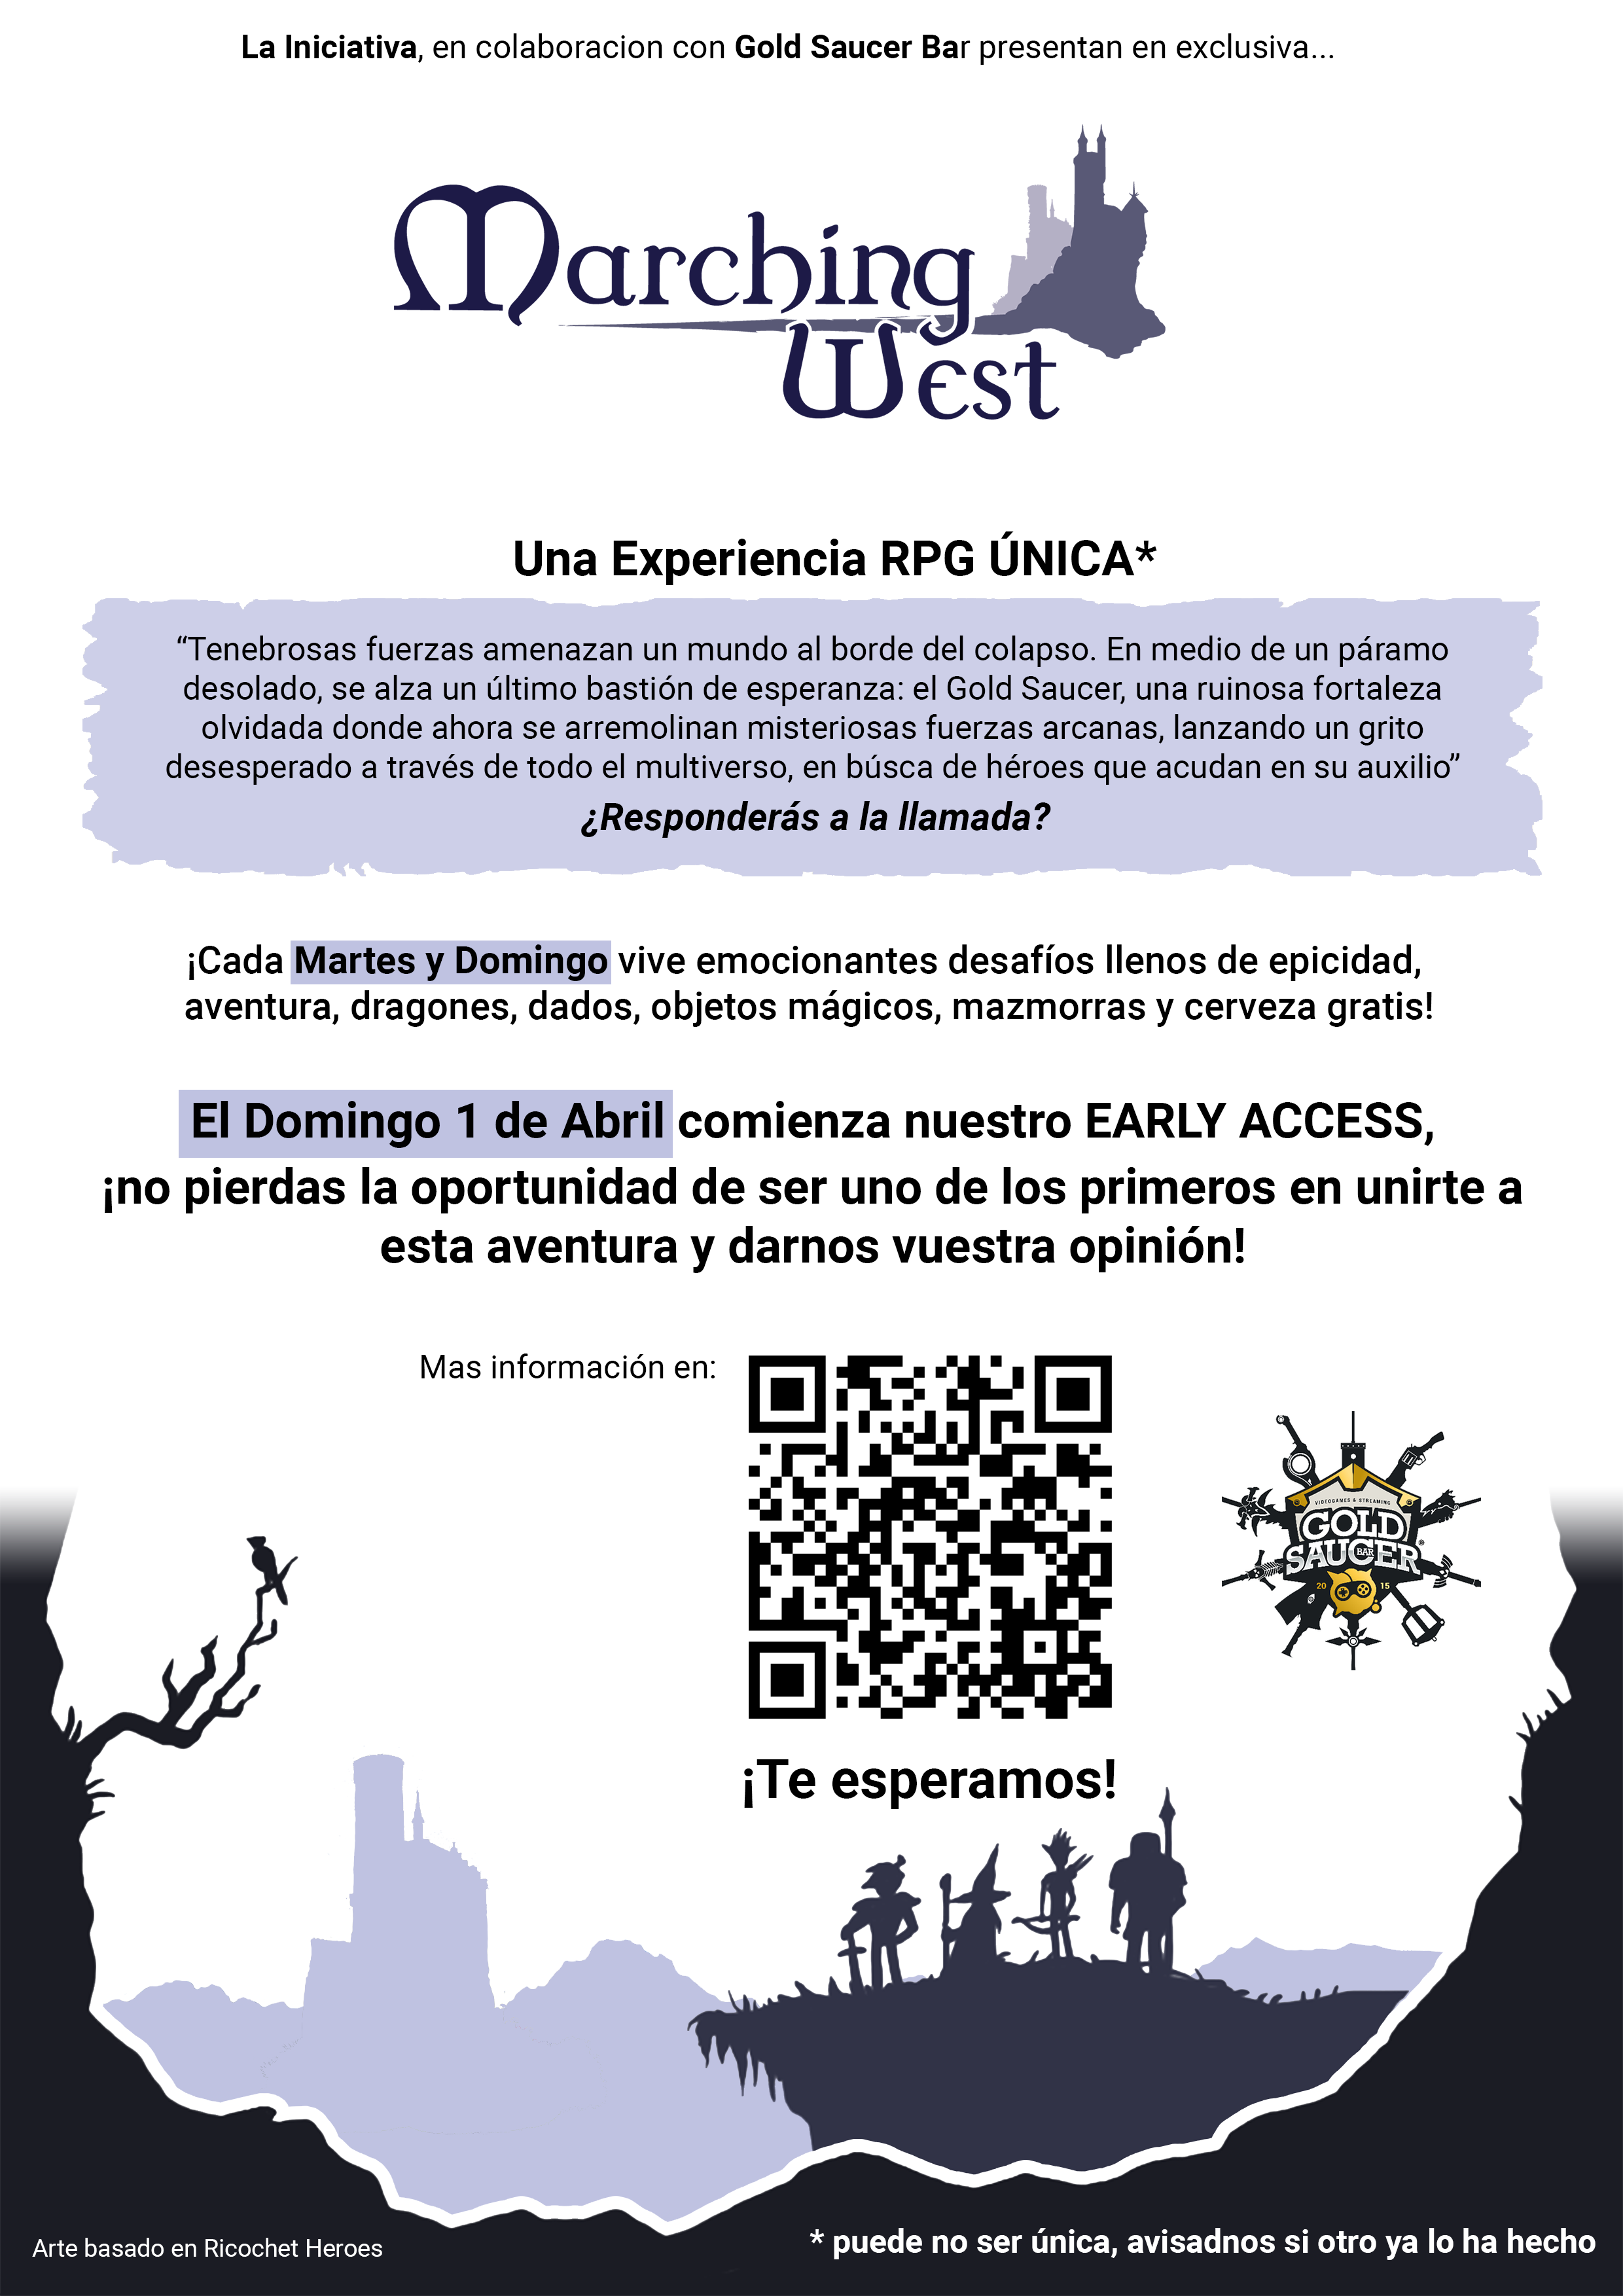 La Iniciativa, en colaboracion con Gold Saucer Bar presentan en exclusiva...
Marching
West
Una Experiencia RPG ÚNICA*
“Tenebrosas fuerzas amenazan un mundo al borde del colapso. En medio de un páramo
desolado, se alza un último bastión de esperanza: el Gold Saucer, una ruinosa fortaleza
olvidada donde ahora se arremolinan misteriosas fuerzas arcanas, lanzando un grito
desesperado a través de todo el multiverso, en búsca de héroes que acudan en su auxilio”
¿Responderás a la llamada?
¡Cada Martes y Domingo vive emocionantes desafíos llenos de epicidad,
aventura, dragones, dados, objetos mágicos, mazmorras y cerveza gratis!
El Domingo 1 de Abril comienza nuestro EARLY ACCESS,
¡no pierdas la oportunidad de ser uno de los primeros en unirte a
esta aventura y darnos vuestra opinión!
Mas información en:
VIDEOGAMES & STREAMING
GOLD
SAUCER BAR ®
20 15
¡Te esperamos!
Arte basado en Ricochet Heroes
* puede no ser única, avisadnos si otro ya lo ha hecho